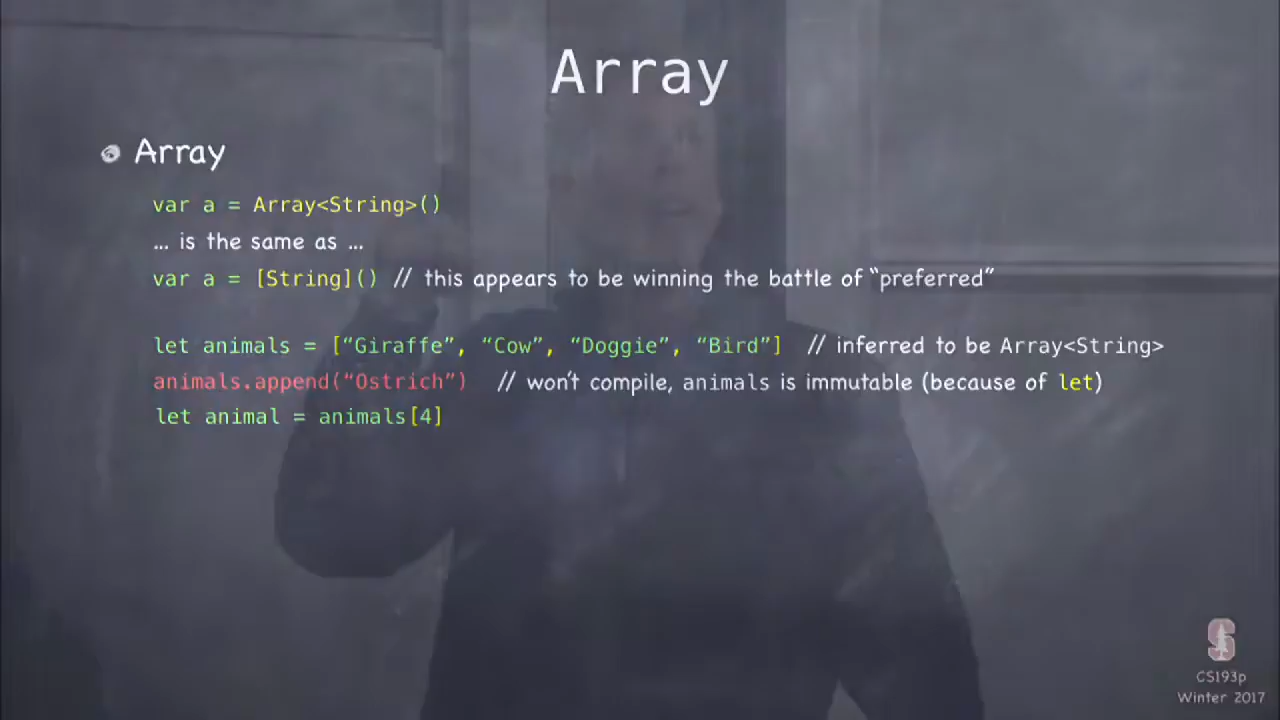 Array
Array
var a = Array<String>()
... is the same as ...
var a = [String]() // this appears to be winning the battle of “preferred”
let animals = [“Giraffe”, “Cow”, “Doggie”, “Bird”] // inferred to be Array<String>
animals.append(“Ostrich”) // won’t compile, animals is immutable (because of let)
let animal = animals[4]
S
CS193p
Winter 2017